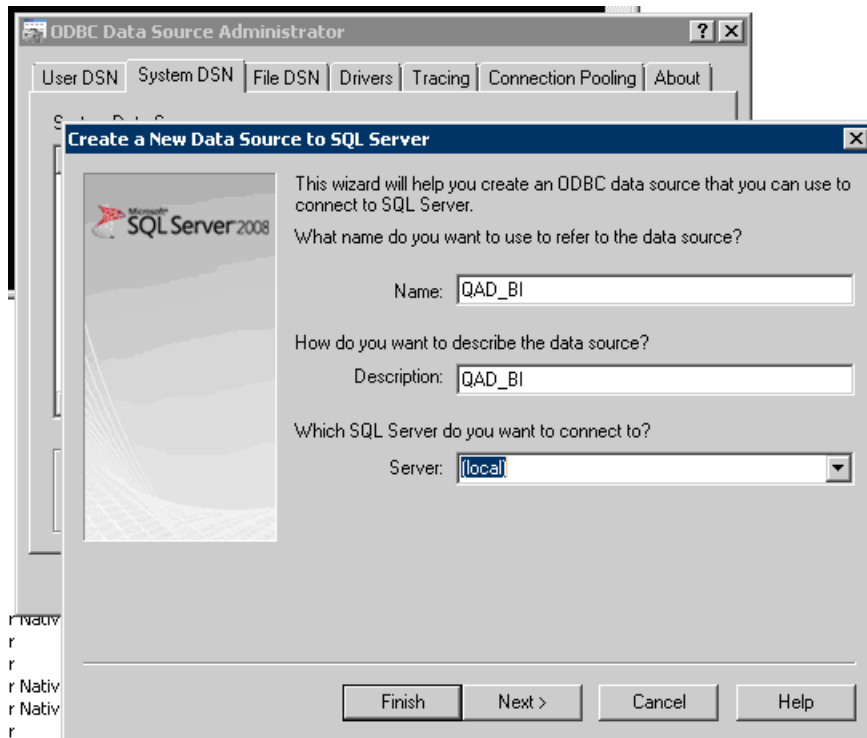 ODBC Data Source Administrator
User DSN System DSN File DSN Drivers Tracing Connection Pooling About
Create a New Data Source to SQL Server
This wizard will help you create an ODBC data source that you can use to
connect to SQL Server.
Microsoft
SQL Server 2008
What name do you want to use to refer to the data source?
Name: QAD_BI
How do you want to describe the data source?
Description: QAD_BI
Which SQL Server do you want to connect to?
Server: (local)
r Nativ
r
r
r Nativ
r Nativ
r
Finish Next > Cancel Help